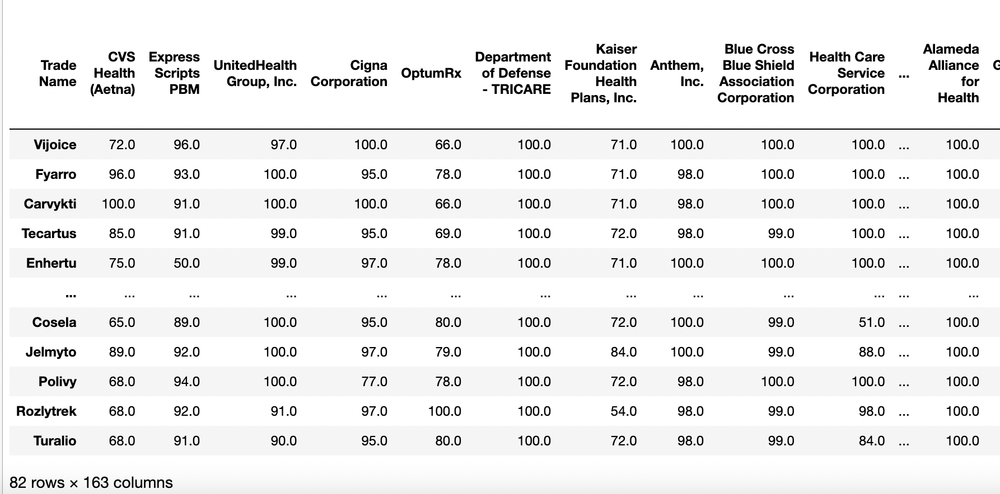 Trade Name CVS Health (Aetna) Express Scripts PBM UnitedHealth Group, Inc. Cigna Corporation OptumRx Department of Defense - TRICARE Kaiser Foundation Health Plans, Inc. Anthem, Inc. Blue Cross Blue Shield Association Corporation Health Care Service Corporation ... Alameda Alliance for Health
Vijoice 72.0 96.0 97.0 100.0 66.0 100.0 71.0 100.0 100.0 100.0 ... 100.0
Fyarro 96.0 93.0 100.0 95.0 78.0 100.0 71.0 98.0 100.0 100.0 ... 100.0
Carvykti 100.0 91.0 100.0 100.0 66.0 100.0 71.0 98.0 100.0 100.0 ... 100.0
Tecartus 85.0 91.0 99.0 95.0 69.0 100.0 72.0 98.0 99.0 100.0 ... 100.0
Enhertu 75.0 50.0 99.0 97.0 78.0 100.0 71.0 100.0 100.0 100.0 ... 100.0
... ... ... ... ... ... ... ... ... ... ... ... ...
Cosela 65.0 89.0 100.0 95.0 80.0 100.0 72.0 100.0 99.0 51.0 ... 100.0
Jelmyto 89.0 92.0 100.0 97.0 79.0 100.0 84.0 100.0 99.0 88.0 ... 100.0
Polivy 68.0 94.0 100.0 77.0 78.0 100.0 72.0 98.0 100.0 100.0 ... 100.0
Rozlytrek 68.0 92.0 91.0 97.0 100.0 100.0 54.0 98.0 99.0 98.0 ... 100.0
Turalio 68.0 91.0 90.0 95.0 80.0 100.0 72.0 98.0 99.0 84.0 ... 100.0
82 rows × 163 columns